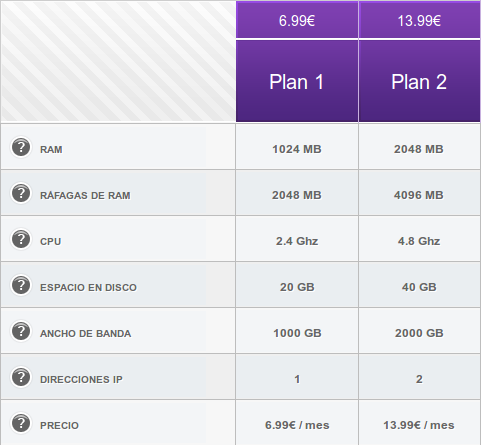 6.99€ 13.99€
Plan 1 Plan 2
? RAM 1024 MB 2048 MB
? RÁFAGAS DE RAM 2048 MB 4096 MB
? CPU 2.4 Ghz 4.8 Ghz
? ESPACIO EN DISCO 20 GB 40 GB
? ANCHO DE BANDA 1000 GB 2000 GB
? DIRECCIONES IP 1 2
? PRECIO 6.99€ / mes 13.99€ / mes